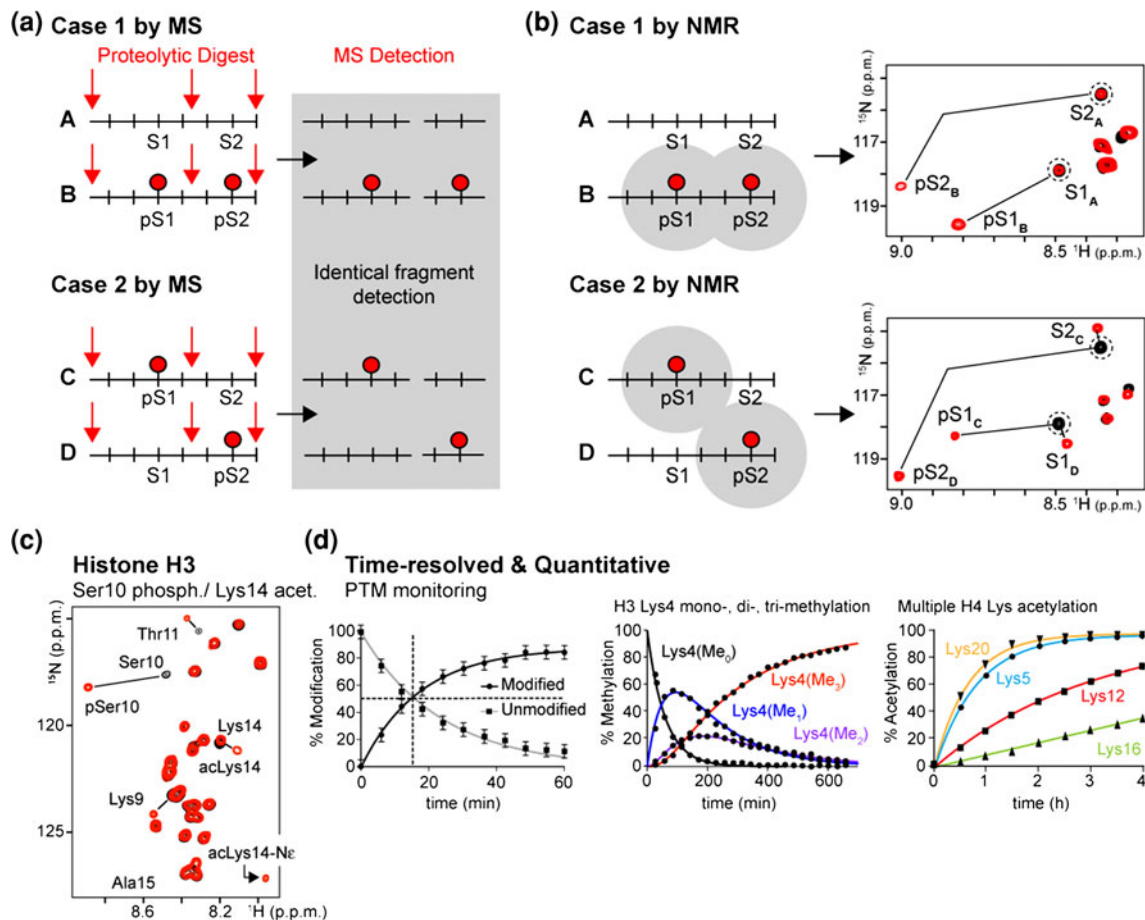 (a) Case 1 by MS
Proteolytic Digest
MS Detection
A
S1 S2
B
pS1 pS2
Identical fragment
detection
Case 2 by MS
C
pS1 S2
D
S1 pS2
(b) Case 1 by NMR
A
S1 S2
B
pS1 pS2
15N (p.p.m.)
117
119
S2A
pS2B
S1A
pS1B
9.0 8.5 1H (p.p.m.)
Case 2 by NMR
C
pS1 S2
D
S1 pS2
15N (p.p.m.)
117
119
S2C
pS1C
S1D
pS2D
9.0 8.5 1H (p.p.m.)
(c) Histone H3
Ser10 phosph./ Lys14 acet.
15N (p.p.m.)
120
125
Thr11
Ser10
pSer10
Lys14
acLys14
Lys9
acLys14-Nε
Ala15
8.6 8.2 1H (p.p.m.)
(d) Time-resolved & Quantitative
PTM monitoring
% Modification
100
80
60
40
20
0
Modified
Unmodified
0 15 30 45 60
time (min)
H3 Lys4 mono-, di-, tri-methylation
% Methylation
100
80
60
40
20
0
Lys4(Me0)
Lys4(Me3)
Lys4(Me1)
Lys4(Me2)
0 200 400 600
time (min)
Multiple H4 Lys acetylation
% Acetylation
100
80
60
40
20
0
Lys20
Lys5
Lys12
Lys16
0 1 2 3 4
time (h)